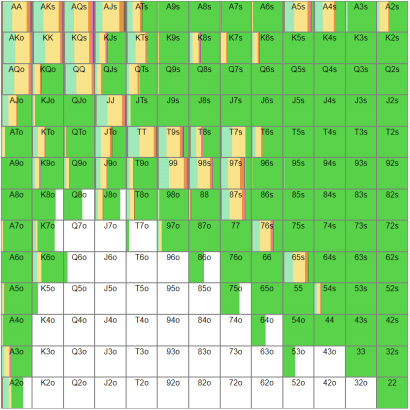 AA AKs AQs AJs ATs A9s A8s A7s A6s A5s A4s A3s A2s
AKo KK KQs KJs KTs K9s K8s K7s K6s K5s K4s K3s K2s
AQo KQo QQ QJs QTs Q9s Q8s Q7s Q6s Q5s Q4s Q3s Q2s
AJo KJo QJo JJ JTs J9s J8s J7s J6s J5s J4s J3s J2s
ATo KTo QTo JTo TT T9s T8s T7s T6s T5s T4s T3s T2s
A9o K9o Q9o J9o T9o 99 98s 97s 96s 95s 94s 93s 92s
A8o K8o Q8o J8o T8o 98o 88 87s 86s 85s 84s 83s 82s
A7o K7o Q7o J7o T7o 97o 87o 77 76s 75s 74s 73s 72s
A6o K6o Q6o J6o T6o 96o 86o 76o 66 65s 64s 63s 62s
A5o K5o Q5o J5o T5o 95o 85o 75o 65o 55 54s 53s 52s
A4o K4o Q4o J4o T4o 94o 84o 74o 64o 54o 44 43s 42s
A3o K3o Q3o J3o T3o 93o 83o 73o 63o 53o 43o 33 32s
A2o K2o Q2o J2o T2o 92o 82o 72o 62o 52o 42o 32o 22